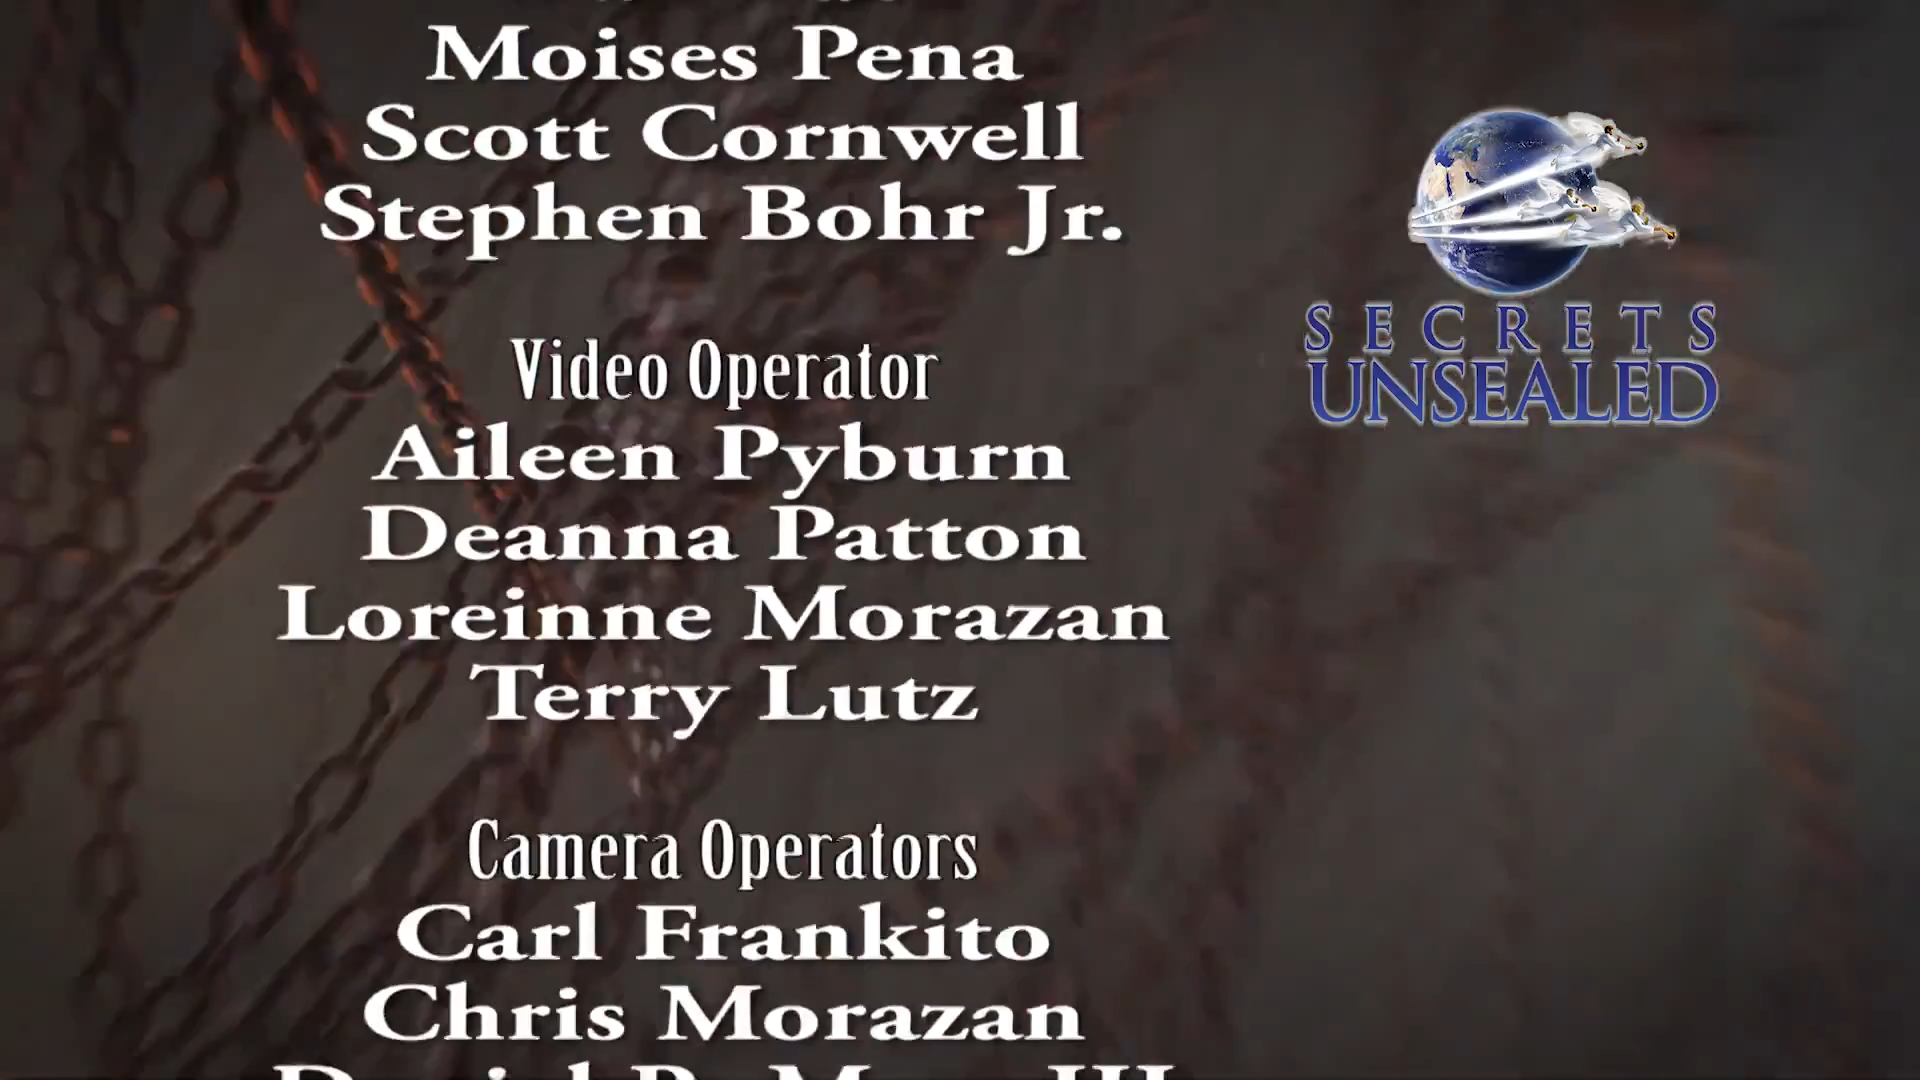 Moises Pena
Scott Cornwell
Stephen Bohr Jr.
Video Operator
Aileen Pyburn
Deanna Patton
Loreinne Morazan
Terry Lutz
Camera Operators
Carl Frankito
Chris Morazan
SECRETS
UNSEALED